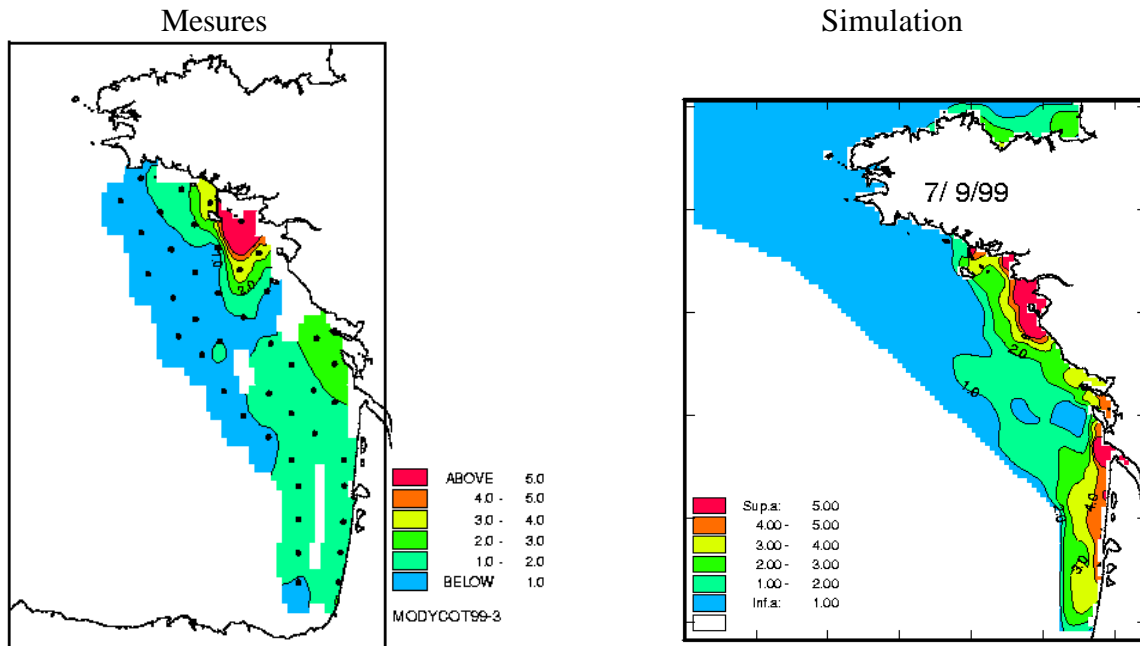 Mesures
Simulation
7/ 9/99
1.0
2.0
2.0
1.0
4.0
3.0
ABOVE 5.0
4.0 - 5.0
3.0 - 4.0
2.0 - 3.0
1.0 - 2.0
BELOW 1.0
MODYCOT99-3
Sup.a: 5.00
4.00 - 5.00
3.00 - 4.00
2.00 - 3.00
1.00 - 2.00
Inf.a: 1.00